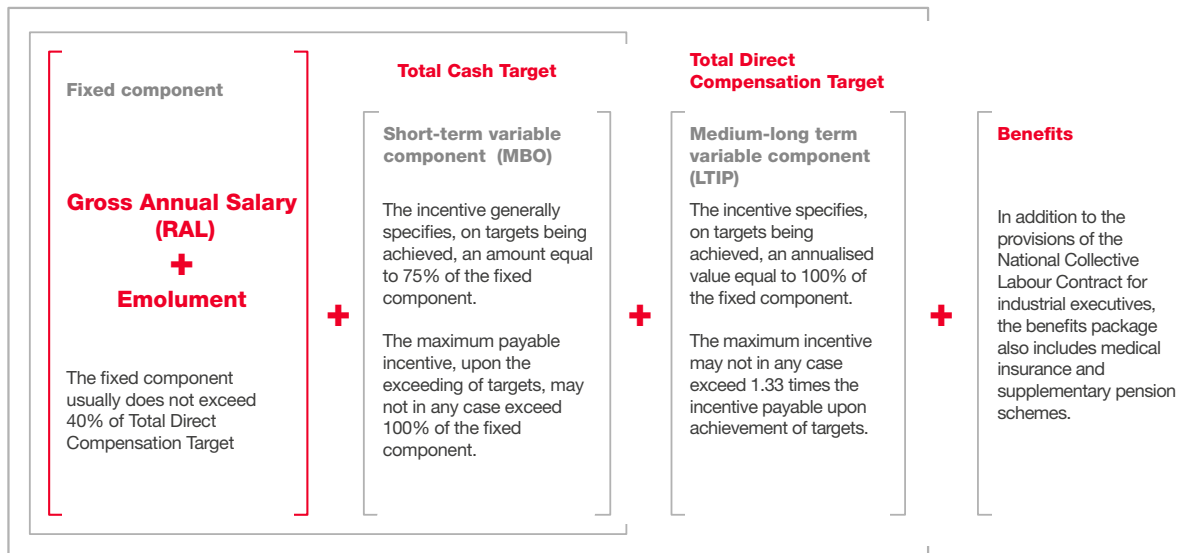 Fixed component
Gross Annual Salary
(RAL)
+
Emolument
The fixed component
usually does not exceed
40% of Total Direct
Compensation Target
+
Total Cash Target
Short-term variable
component (MBO)
The incentive generally
specifies, on targets being
achieved, an amount equal
to 75% of the fixed
component.
The maximum payable
incentive, upon the
exceeding of targets, may
not in any case exceed
100% of the fixed
component.
+
Total Direct
Compensation Target
Medium-long term
variable component
(LTIP)
The incentive specifies,
on targets being
achieved, an annualised
value equal to 100% of
the fixed component.
The maximum incentive
may not in any case
exceed 1.33 times the
incentive payable upon
achievement of targets.
+
Benefits
In addition to the
provisions of the
National Collective
Labour Contract for
industrial executives,
the benefits package
also includes medical
insurance and
supplementary pension
schemes.